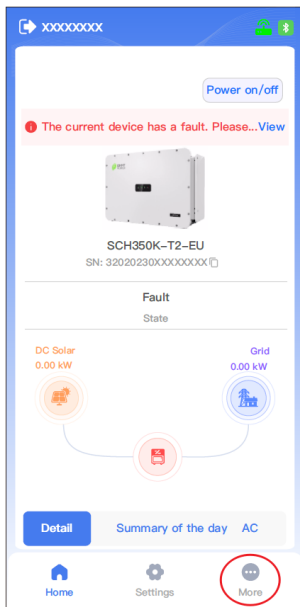 XXXXXXXX
Power on/off
The current device has a fault. Please...View
SCH350K-T2-EU
SN: 32020230XXXXXXXX
Fault
State
DC Solar
0.00 kW
Grid
0.00 kW
Detail
Summary of the day
AC
Home
Settings
More